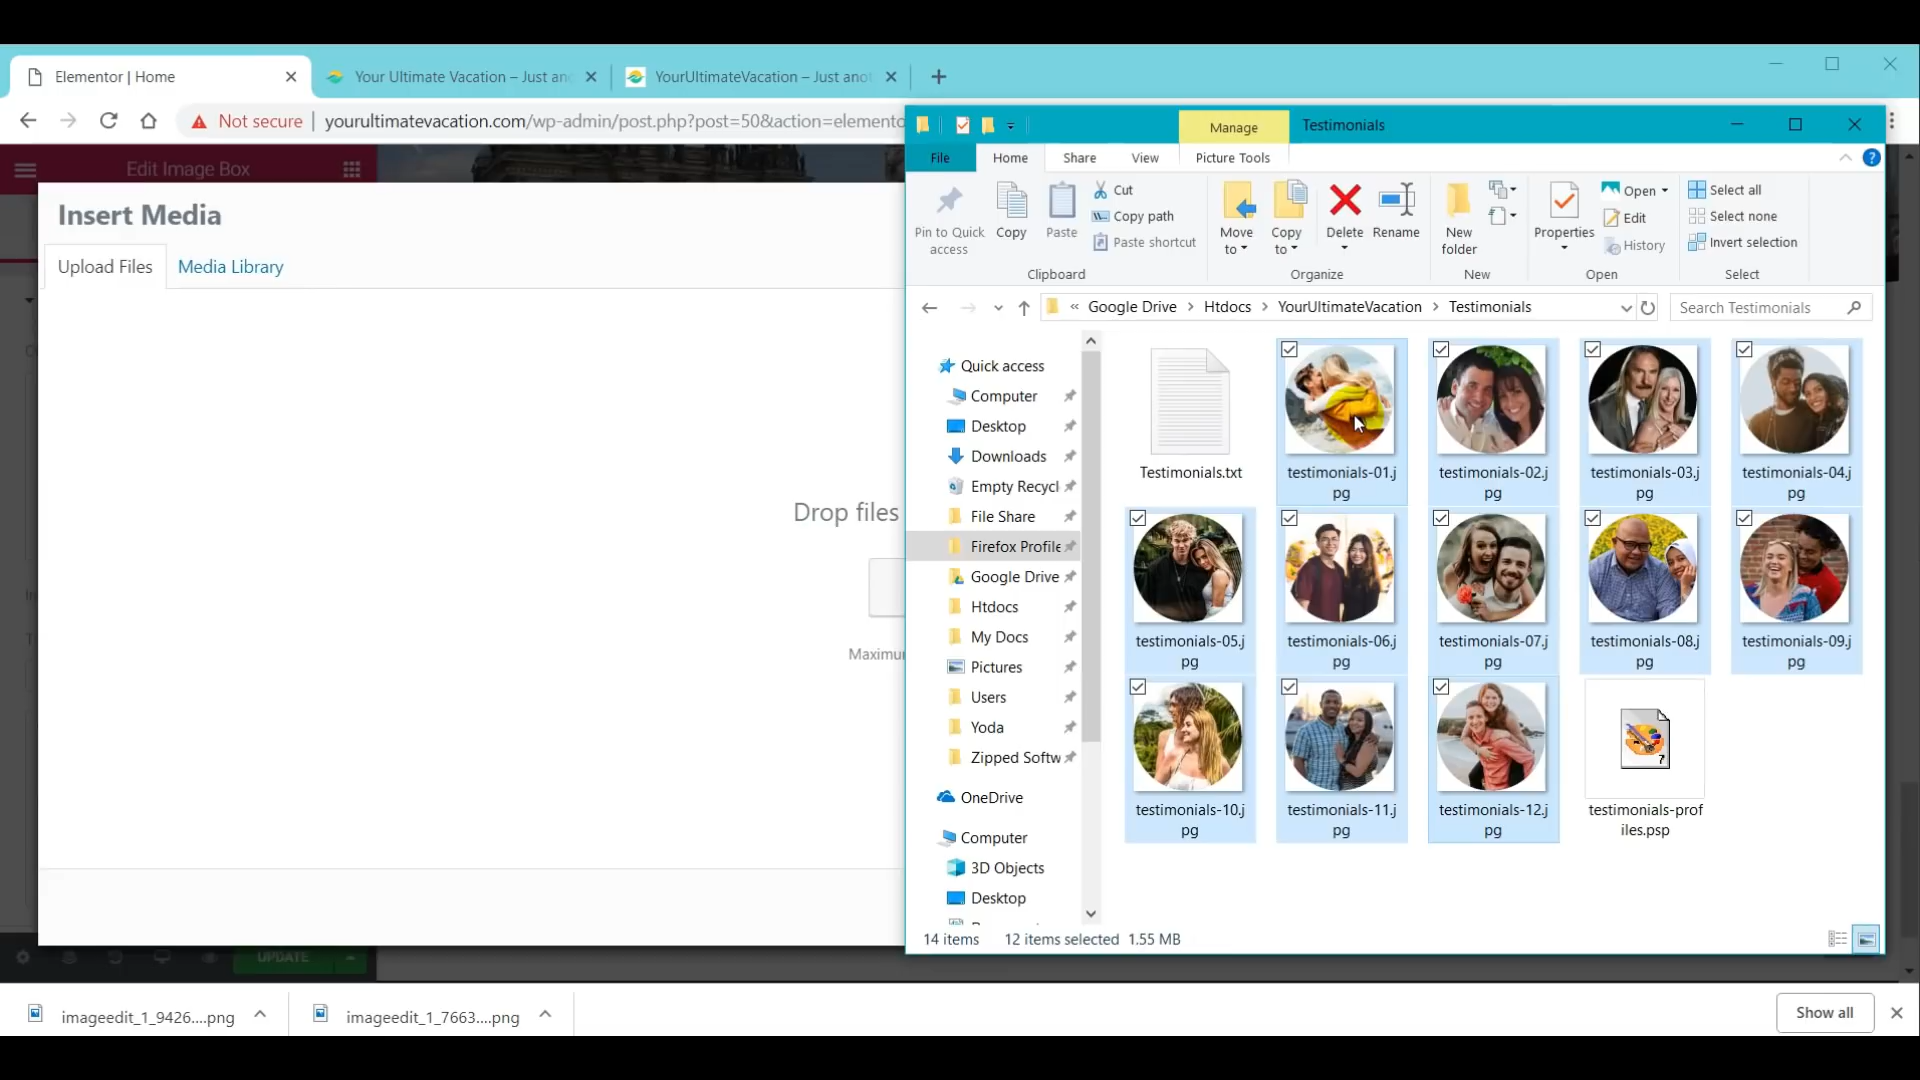 Elementor | Home
Your Ultimate Vacation – Just an
YourUltimateVacation – Just anot
Not secure
yourultimatevacation.com/wp-admin/post.php?post=50&action=elemento
Manage
Testimonials
File
Home
Share
View
Picture Tools
Edit Image Box
Pin to Quick access
Copy
Paste
Cut
Copy path
Paste shortcut
Move to
Copy to
Delete
Rename
New folder
Properties
Open
Edit
History
Select all
Select none
Invert selection
Clipboard
Organize
New
Open
Select
Insert Media
Upload Files
Media Library
« Google Drive > Htdocs > YourUltimateVacation > Testimonials
Search Testimonials
Quick access
Computer
Desktop
Downloads
Empty Recycl
File Share
Firefox Profile
Google Drive
Htdocs
My Docs
Pictures
Users
Yoda
Zipped Softw
OneDrive
Computer
3D Objects
Desktop
Testimonials.txt
testimonials-01.j
pg
testimonials-02.j
pg
testimonials-03.j
pg
testimonials-04.j
pg
testimonials-05.j
pg
testimonials-06.j
pg
testimonials-07.j
pg
testimonials-08.j
pg
testimonials-09.j
pg
testimonials-10.j
pg
testimonials-11.j
pg
testimonials-12.j
pg
7
testimonials-prof
iles.psp
Drop files
Maximu
14 items
12 items selected 1.55 MB
UPDATE
imageedit_1_9426....png
imageedit_1_7663....png
Show all